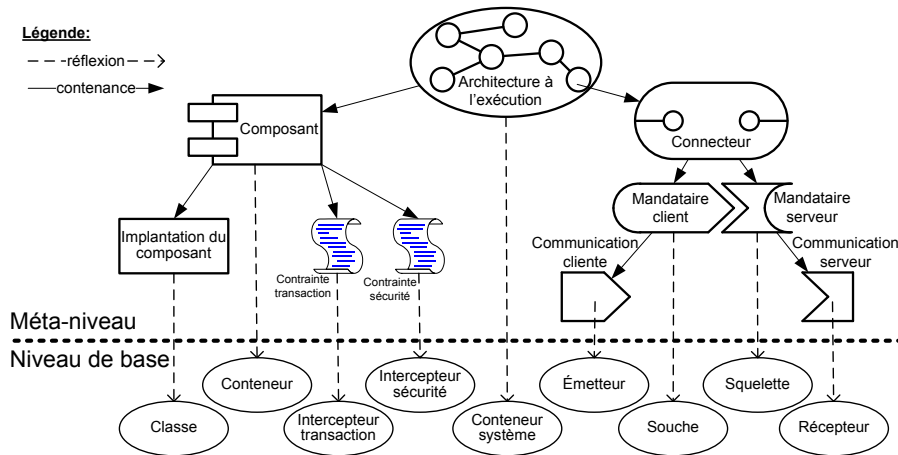 Légende:
réflexion
contenance
Architecture à
l'exécution
Composant
Connecteur
Mandataire
client
Mandataire
serveur
Implantation du
composant
Contrainte
transaction
Contrainte
sécurité
Communication
cliente
Communication
serveur
Méta-niveau
Niveau de base
Conteneur
Intercepteur
sécurité
Émetteur
Squelette
Classe
Intercepteur
transaction
Conteneur
système
Souche
Récepteur